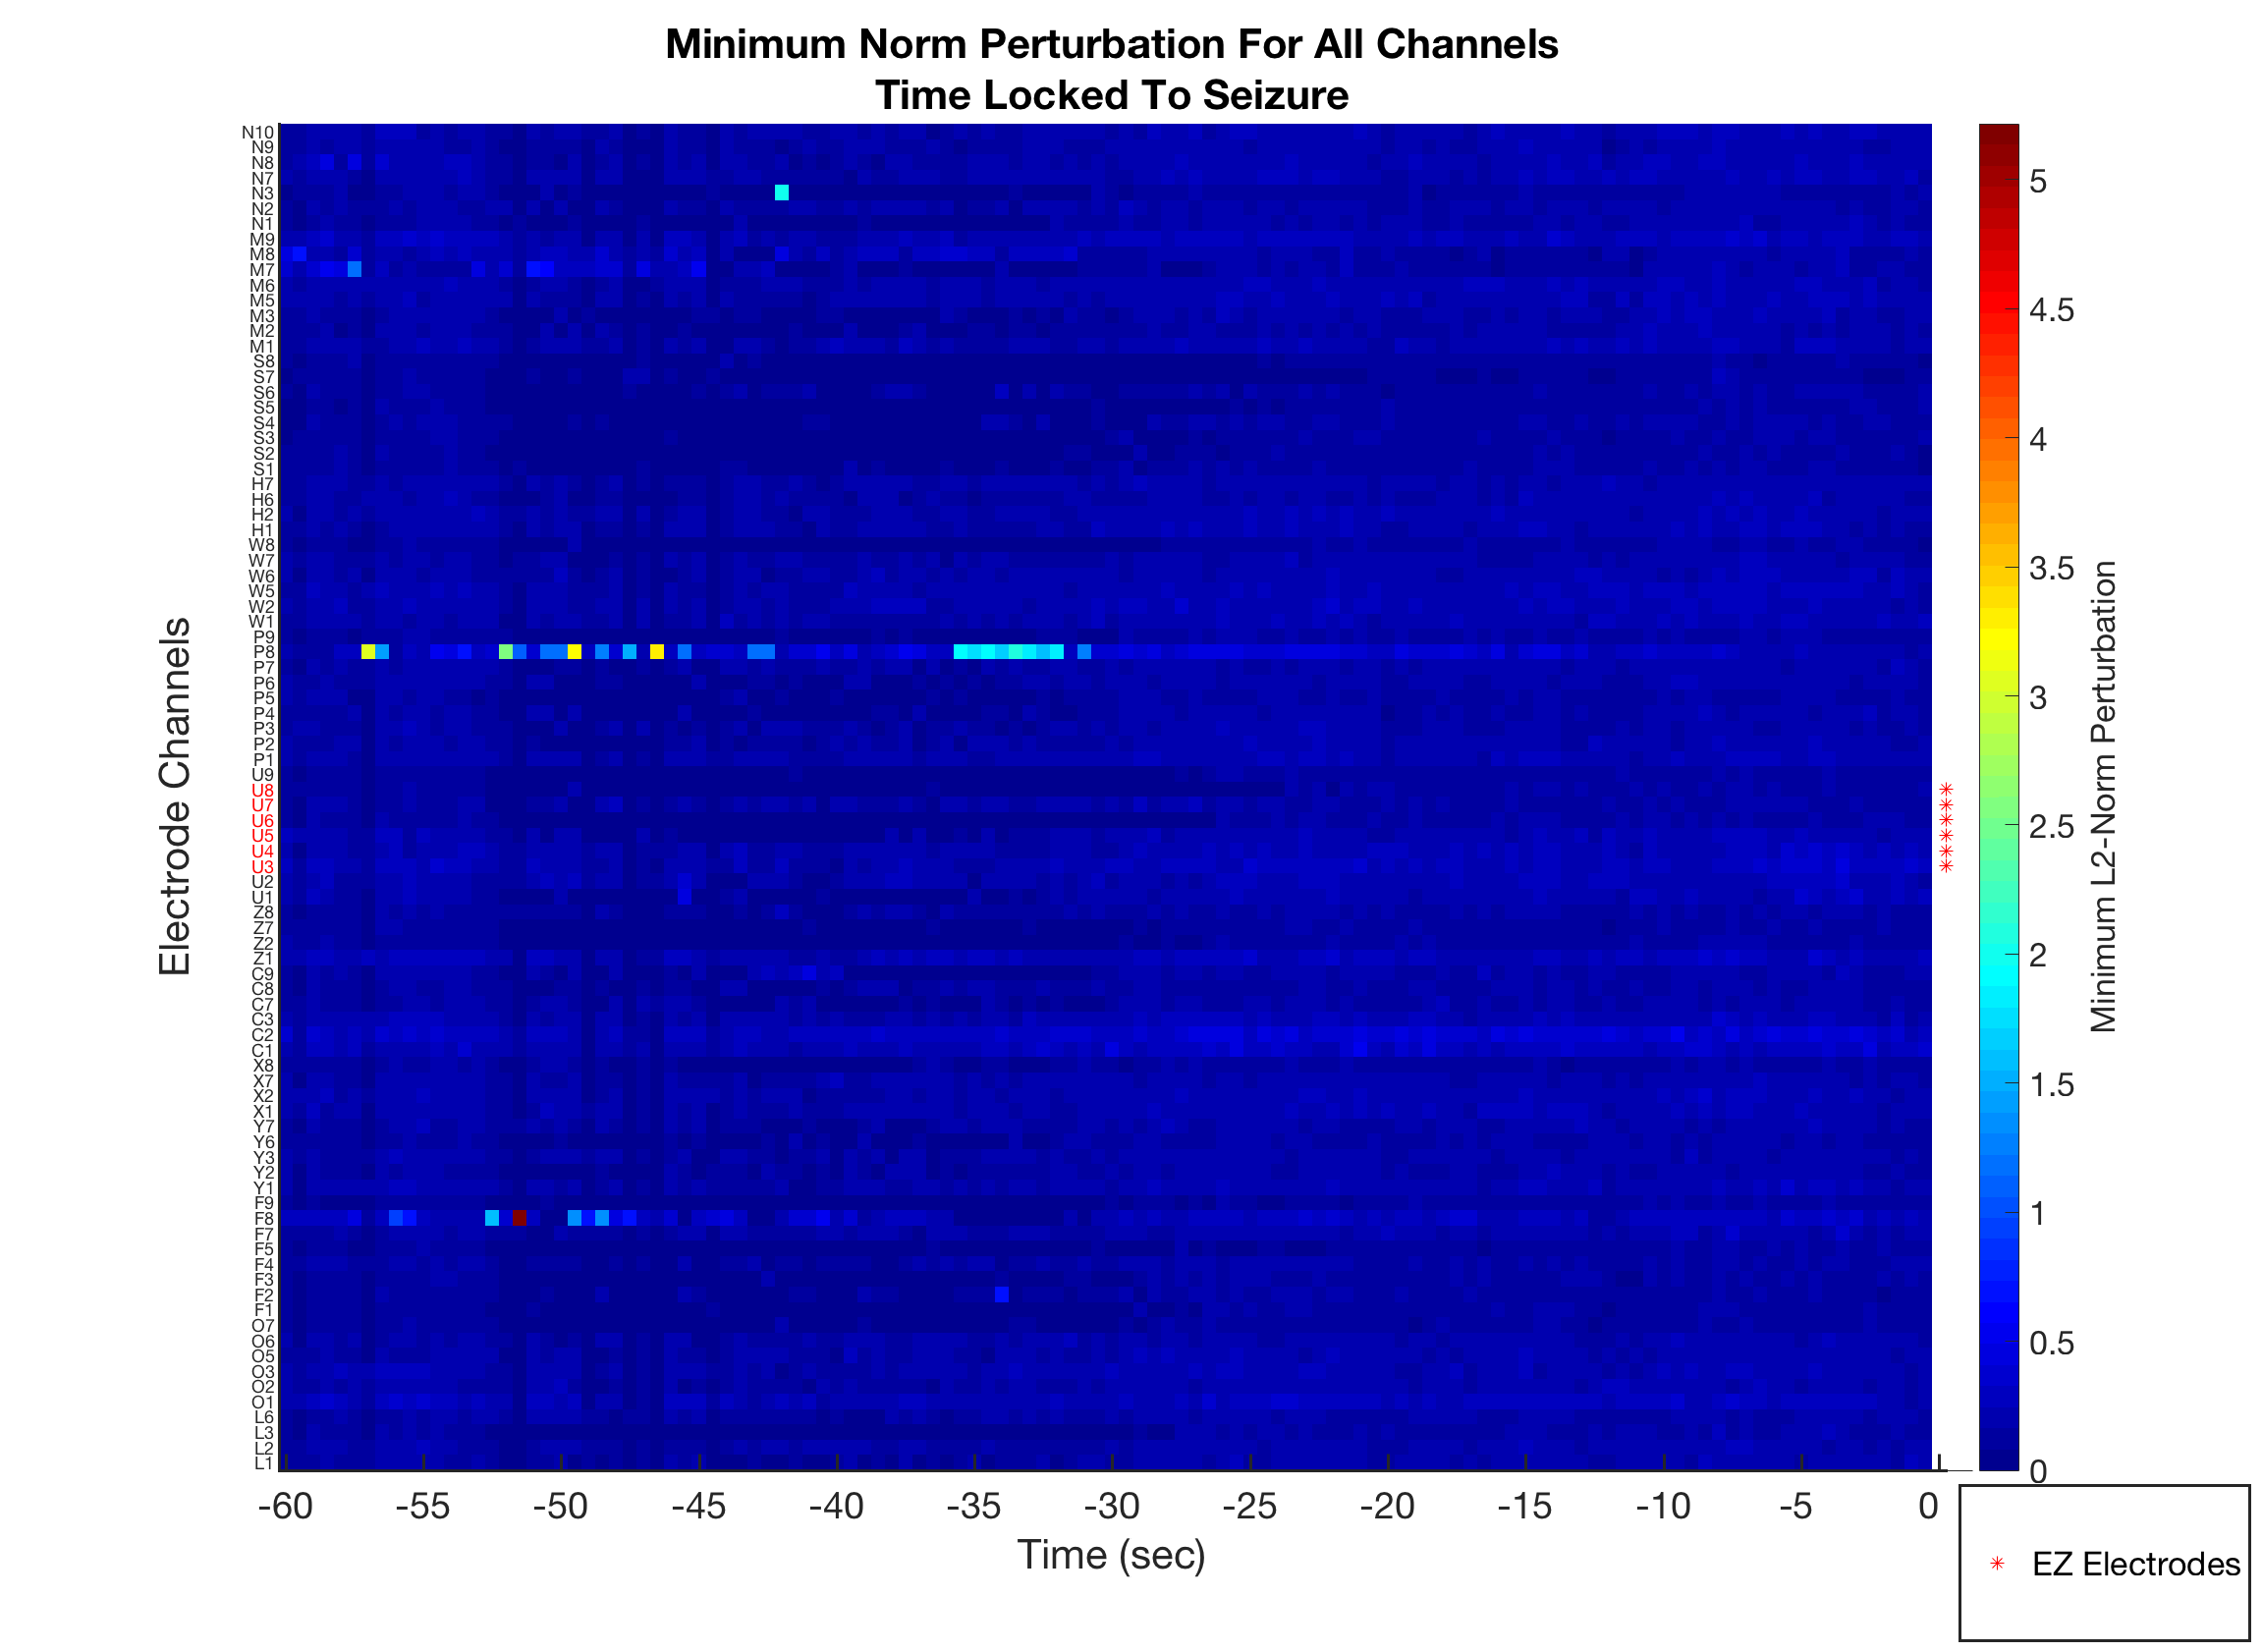 Minimum Norm Perturbation For All Channels
Time Locked To Seizure
Electrode Channels
N10
N9
N8
N7
N3
N2
N1
M9
M8
M7
M6
M5
M3
M2
M1
S8
S7
S6
S5
S4
S3
S2
S1
H7
H6
H2
H1
W8
W7
W6
W5
W2
W1
P9
P8
P7
P6
P5
P4
P3
P2
P1
U9
U8
U7
U6
U5
U4
U3
U2
U1
Z8
Z7
Z2
Z1
C9
C8
C7
C3
C2
C1
X8
X7
X2
X1
Y7
Y6
Y3
Y2
Y1
F9
F8
F7
F5
F4
F3
F2
F1
O7
O6
O5
O3
O2
O1
L6
L3
L2
L1
-60 -55 -50 -45 -40 -35 -30 -25 -20 -15 -10 -5 0
Time (sec)
5
4.5
4
3.5
3
2.5
2
1.5
1
0.5
0
Minimum L2-Norm Perturbation
EZ Electrodes